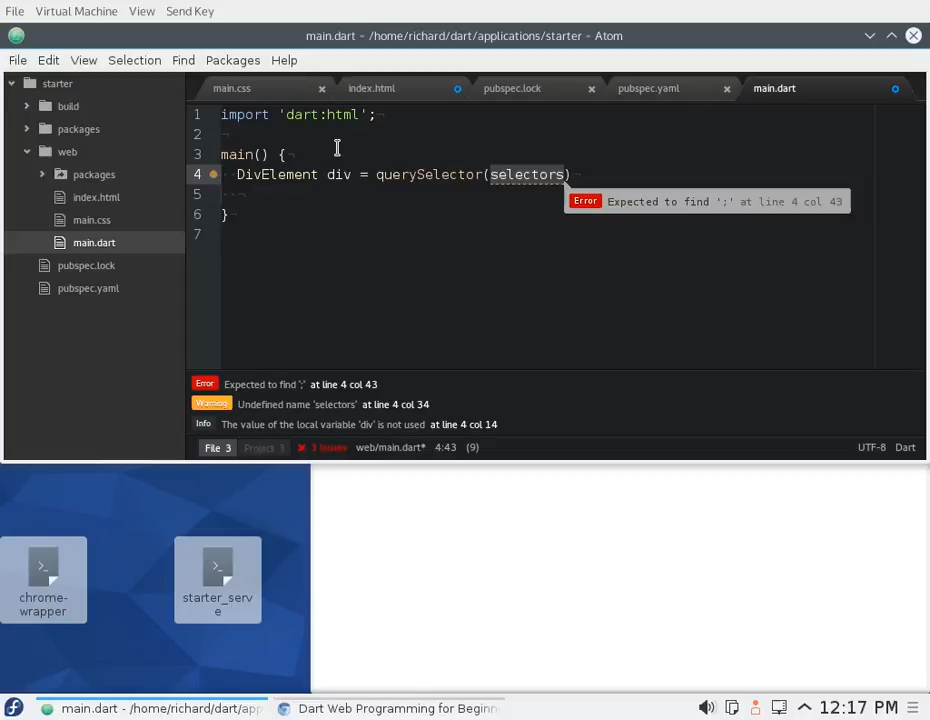 File Virtual Machine View Send Key
main.dart - /home/richard/dart/applications/starter - Atom
File Edit View Selection Find Packages Help
starter
build
packages
web
packages
index.html
main.css
main.dart
pubspec.lock
pubspec.yaml
main.css index.html pubspec.lock pubspec.yaml main.dart
1 import 'dart:html';
2
3 main() {
4 DivElement div = querySelector(selectors)
5
6 }
7
Error Expected to find ';' at line 4 col 43
Error Expected to find ';' at line 4 col 43
Warning Undefined name 'selectors' at line 4 col 34
Info The value of the local variable 'div' is not used at line 4 col 14
File 3 Project 3 3 Issues web/main.dart* 4:43 (9) UTF-8 Dart
chrome-
wrapper
starter_serv
e
main.dart - /home/richard/dart/app Dart Web Programming for Beginn 12:17 PM